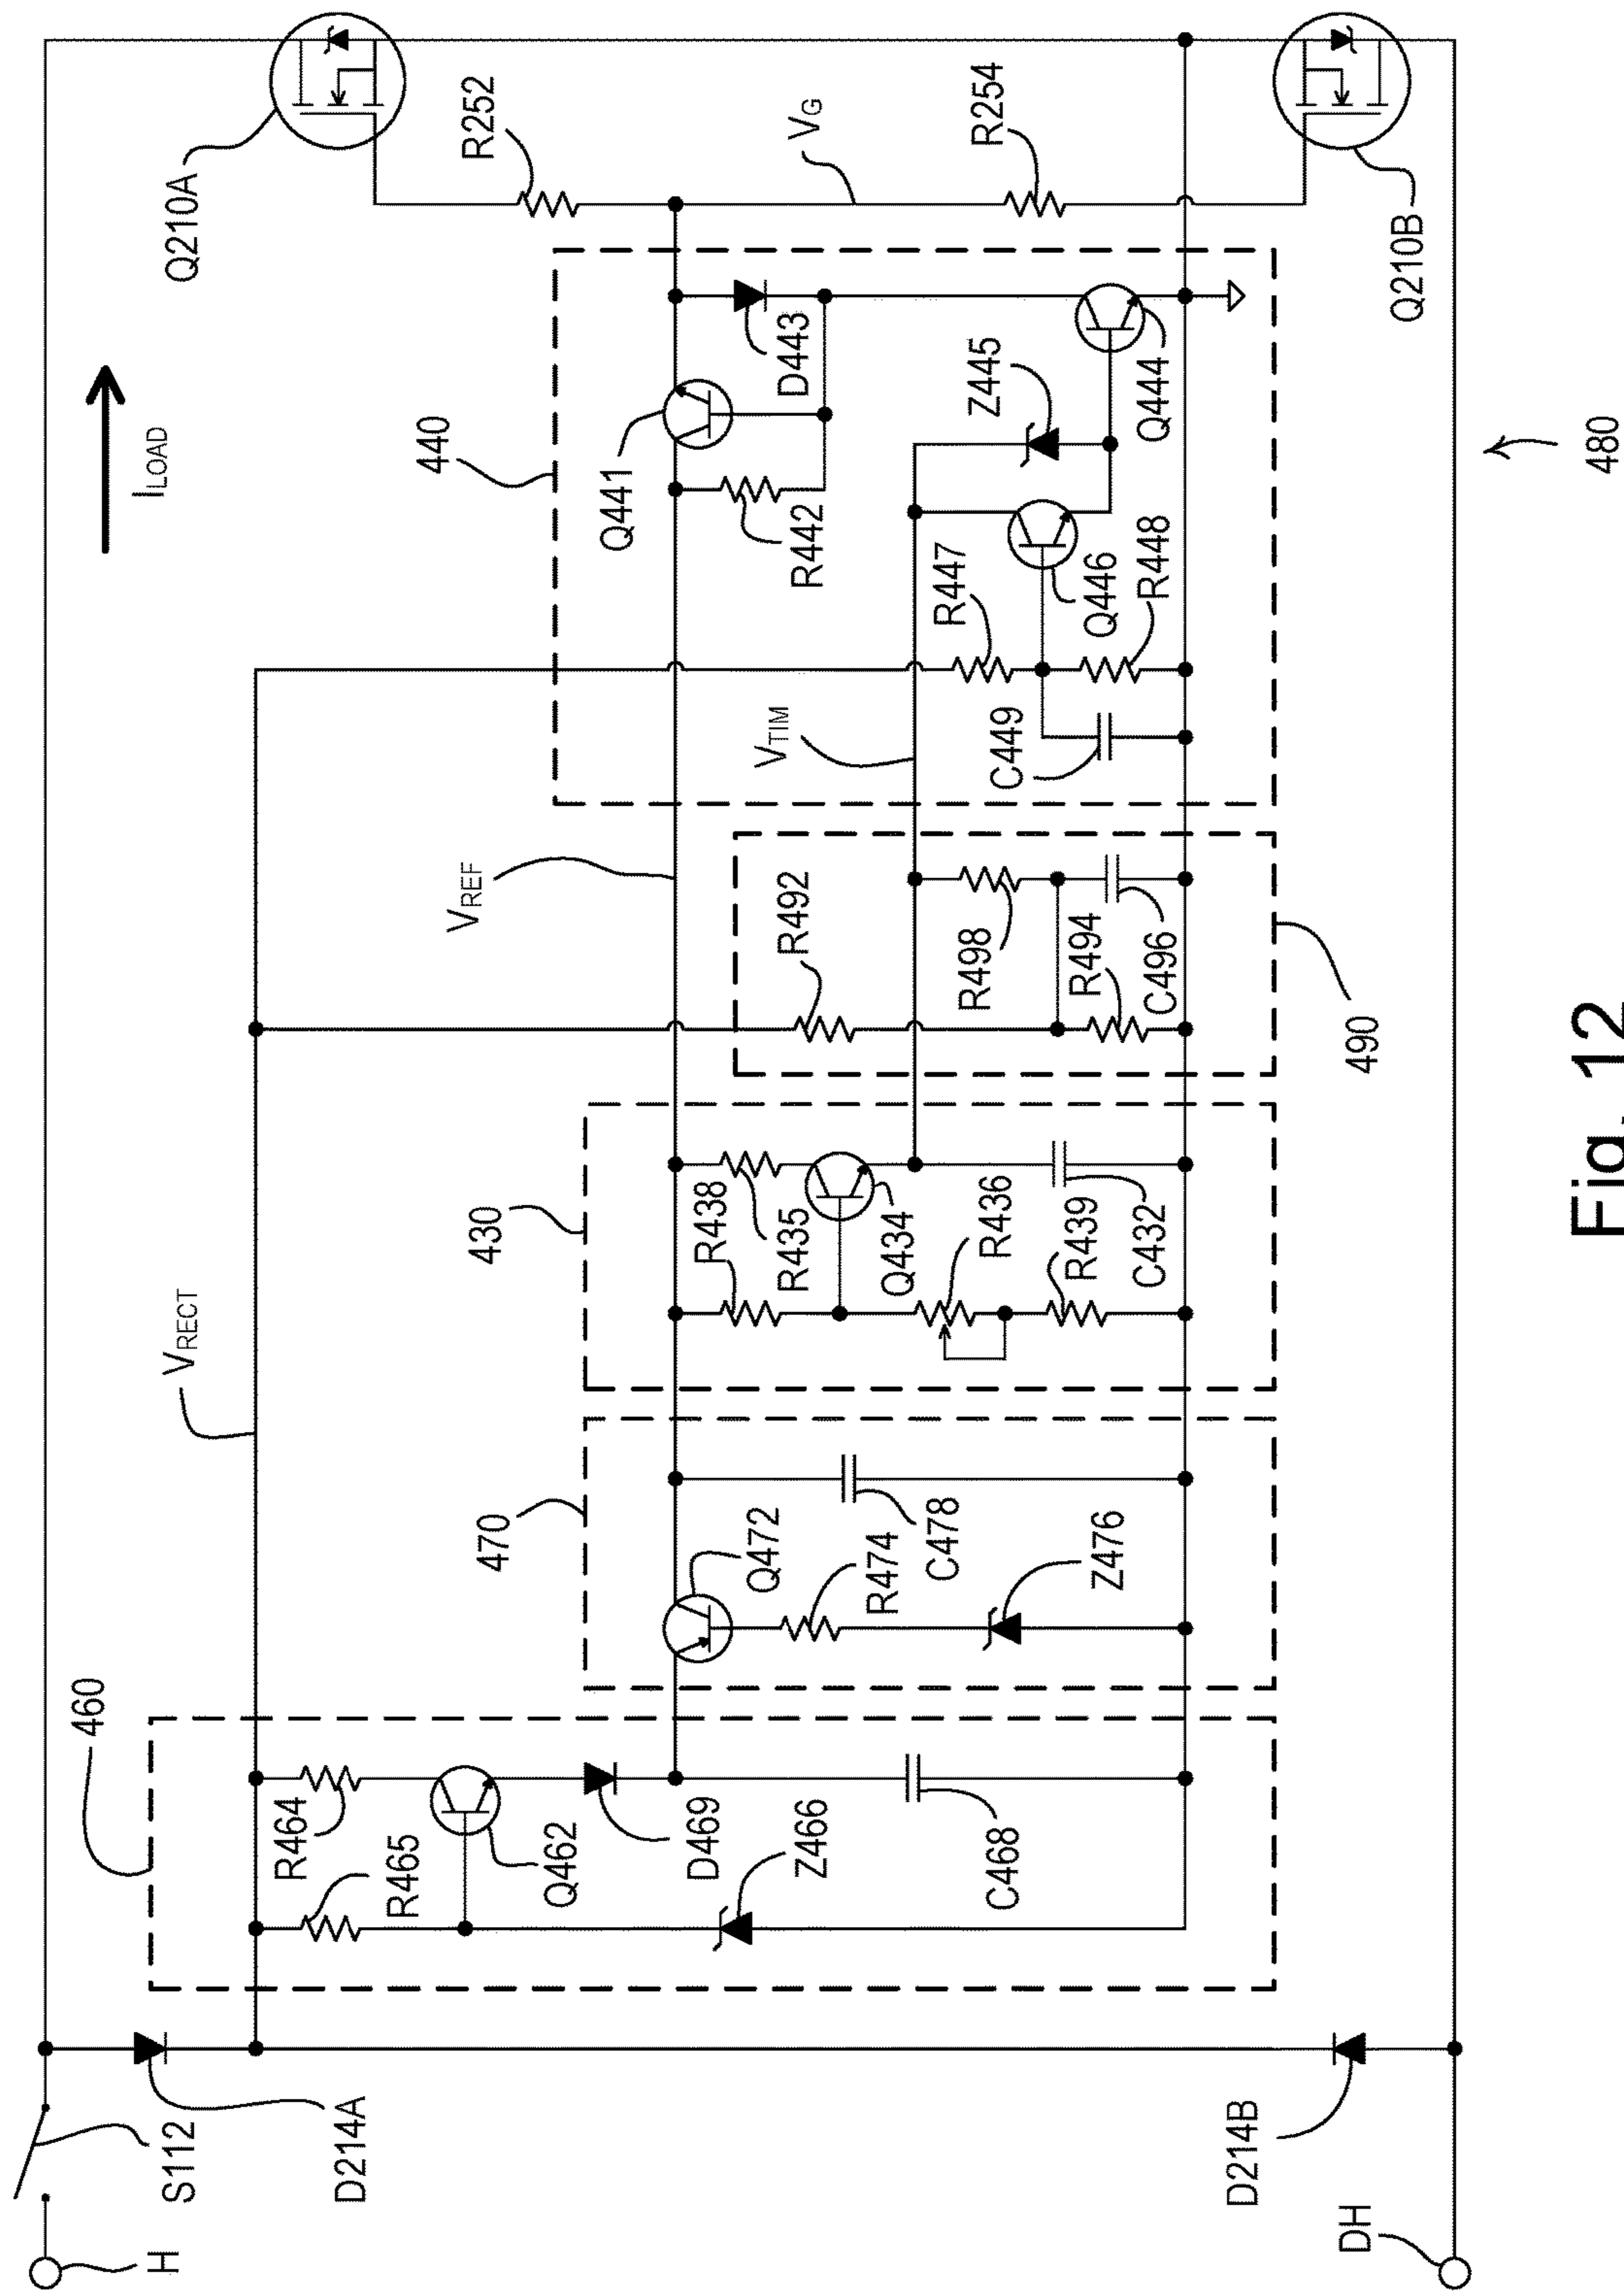 H
S112
D214A
DH
D214B
VRECT
460
R464
R465
Q462
D469
Z466
C468
470
Q472
R474
C478
Z476
430
R438
R435
Q434
R436
R439
C432
VREF
R492
R498
R494
C496
490
VTIM
440
Q441
R442
D443
Z445
Q444
R447
Q446
R448
C449
ILOAD
Q210A
R252
VG
R254
Q210B
480
Fig. 12